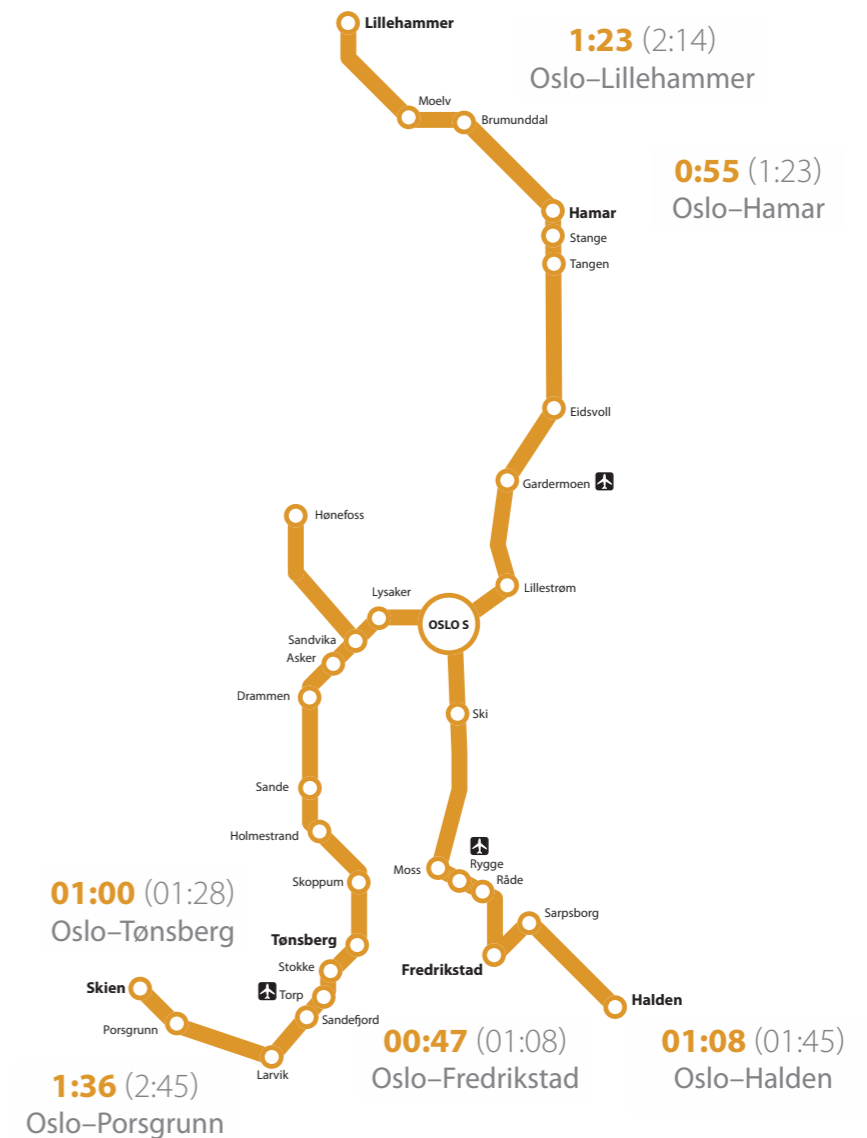 Lillehammer
1:23 (2:14)
Oslo–Lillehammer
Moelv
Brumunddal
0:55 (1:23)
Oslo–Hamar
Hamar
Stange
Tangen
Eidsvoll
Gardermoen
Hønefoss
Lillestrøm
Lysaker
OSLO S
Sandvika
Asker
Drammen
Ski
Sande
Holmestrand
Moss
Rygge
Råde
Skoppum
01:00 (01:28)
Oslo–Tønsberg
Sarpsborg
Tønsberg
Stokke
Fredrikstad
Skien
Torp
Halden
Porsgrunn
Sandefjord
Larvik
00:47 (01:08)
Oslo–Fredrikstad
01:08 (01:45)
Oslo–Halden
1:36 (2:45)
Oslo–Porsgrunn